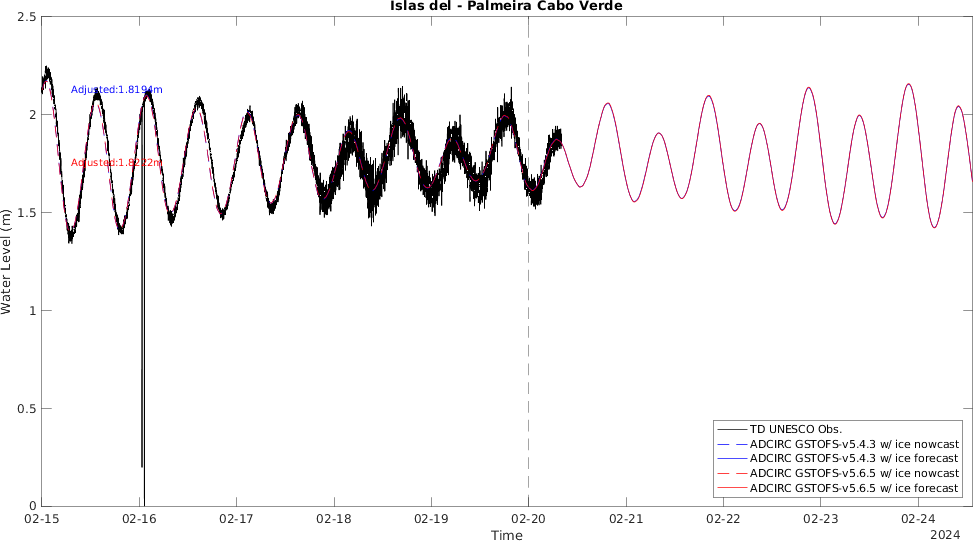 Islas del - Palmeira Cabo Verde
2.5
2
1.5
1
0.5
0
Water Level (m)
Adjusted:1.8194m
Adjusted:1.8222m
TD UNESCO Obs.
ADCIRC GSTOFS-v5.4.3 w/ ice nowcast
ADCIRC GSTOFS-v5.4.3 w/ ice forecast
ADCIRC GSTOFS-v5.6.5 w/ ice nowcast
ADCIRC GSTOFS-v5.6.5 w/ ice forecast
02-15 02-16 02-17 02-18 02-19 02-20 02-21 02-22 02-23 02-24
Time
2024